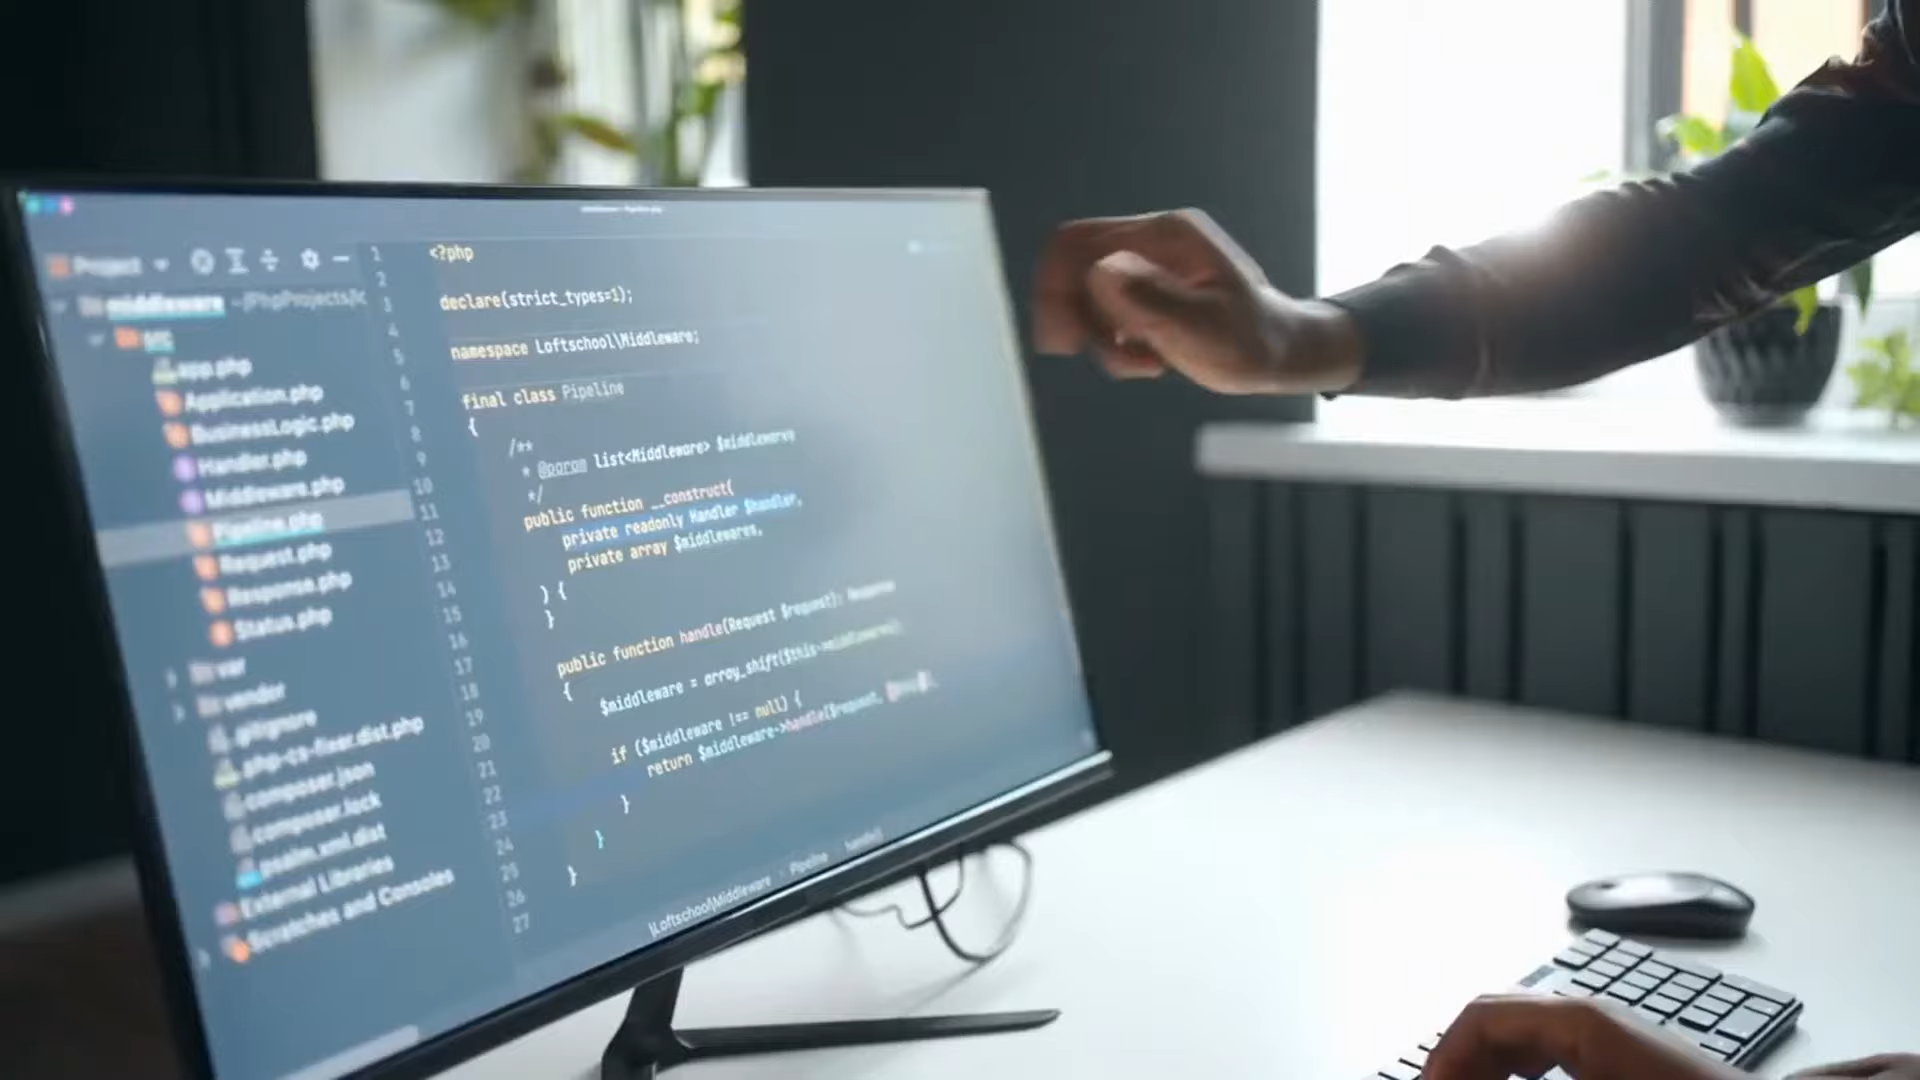 Project
middleware ~/PhpProjects/
src
app.php
Application.php
BusinessLogic.php
Handler.php
Middleware.php
Pipeline.php
Request.php
Response.php
Status.php
var
vendor
.gitignore
.php-cs-fixer.dist.php
composer.json
composer.lock
psalm.xml.dist
External Libraries
Scratches and Consoles
1 <?php
2
3 declare(strict_types=1);
4
5 namespace Loftschool\Middleware;
6
7 final class Pipeline
8 {
9 /**
10 * @param list<Middleware> $middlewares
11 */
12 public function __construct(
13 private readonly Handler $handler,
14 private array $middlewares,
15 ) {
16 }
17
18 public function handle(Request $request): Response
19 {
20 $middleware = array_shift($this->middlewares);
21
22 if ($middleware !== null) {
23 return $middleware->handle($request,
24 }
25 }
26 }
27
\Loftschool\Middleware › Pipeline › handle()